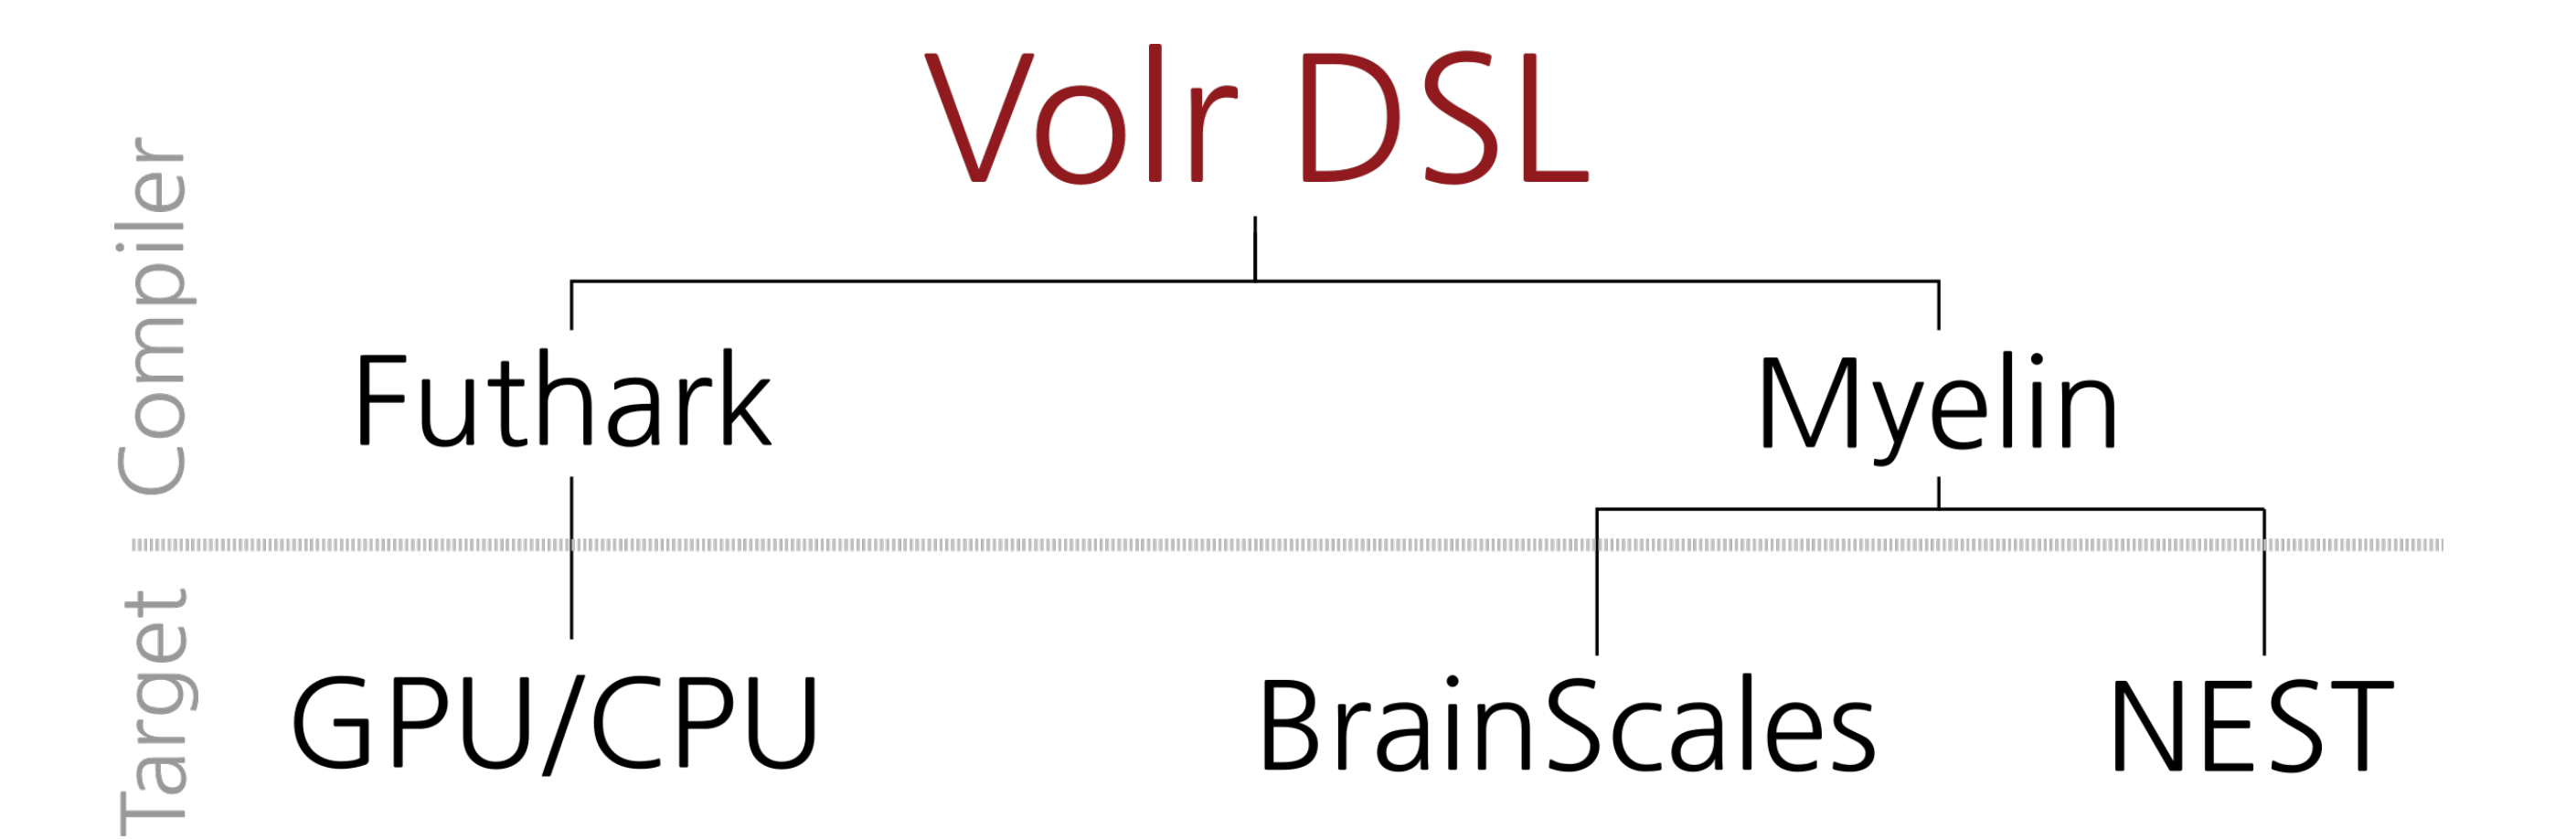 Volr DSL
Compiler
Futhark
Myelin
Target
GPU/CPU
BrainScales
NEST